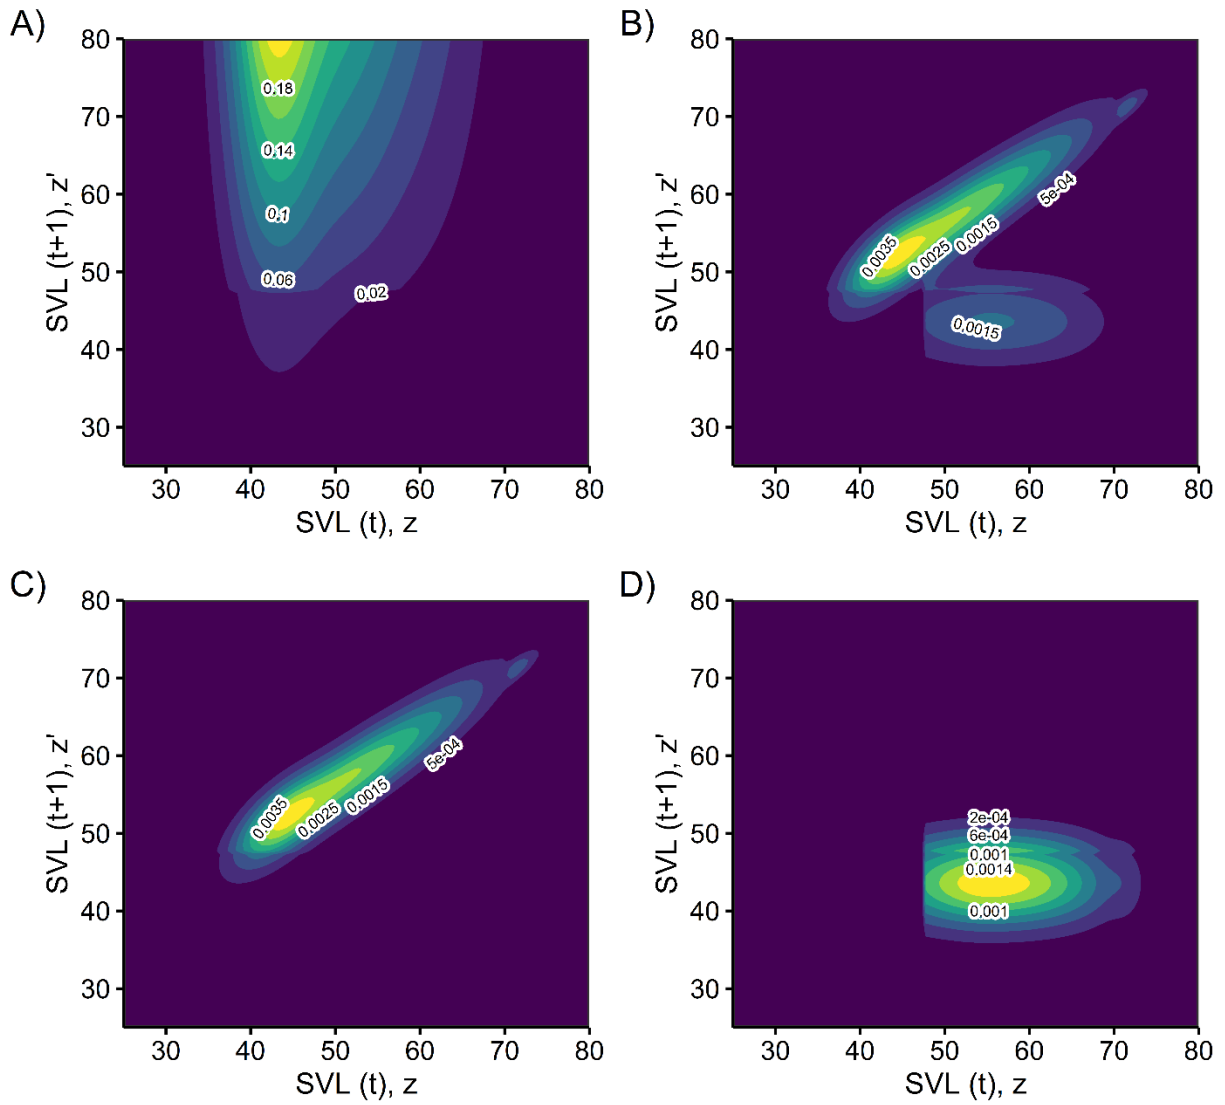 A)
80
70
60
50
40
30
SVL (t+1), z'
0.18
0.14
0.1
0.06
0.02
30 40 50 60 70 80
SVL (t), z
B)
80
70
60
50
40
30
SVL (t+1), z'
0.0035
0.0025
0.0015
5e-04
0.0015
30 40 50 60 70 80
SVL (t), z
C)
80
70
60
50
40
30
SVL (t+1), z'
0.0035
0.0025
0.0015
5e-04
30 40 50 60 70 80
SVL (t), z
D)
80
70
60
50
40
30
SVL (t+1), z'
2e-04
6e-04
0.001
0.0014
0.001
30 40 50 60 70 80
SVL (t), z